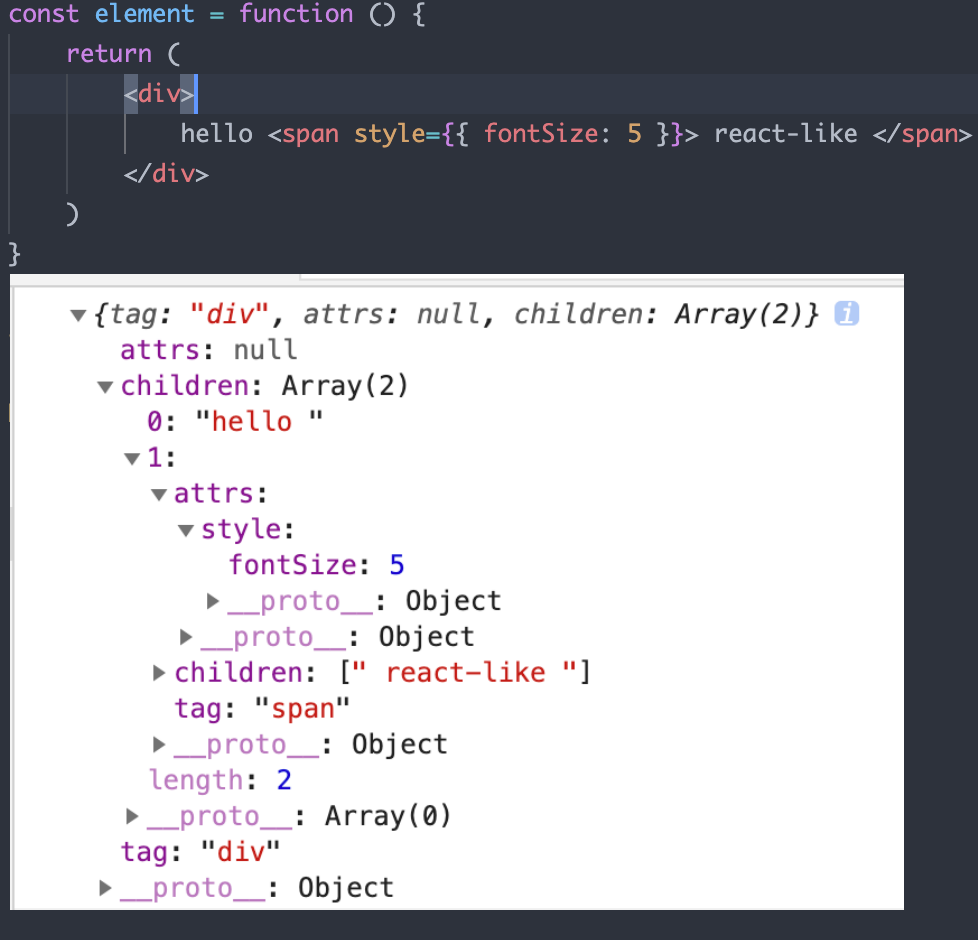 const element = function () {
return (
<div>
hello <span style={{ fontSize: 5 }}> react-like </span>
</div>
)
}
▼{tag: "div", attrs: null, children: Array(2)} i
attrs: null
▼children: Array(2)
0: "hello "
▼1:
▼attrs:
▼style:
fontSize: 5
▶__proto__: Object
▶__proto__: Object
▶children: [" react-like "]
tag: "span"
▶__proto__: Object
length: 2
▶__proto__: Array(0)
tag: "div"
▶__proto__: Object